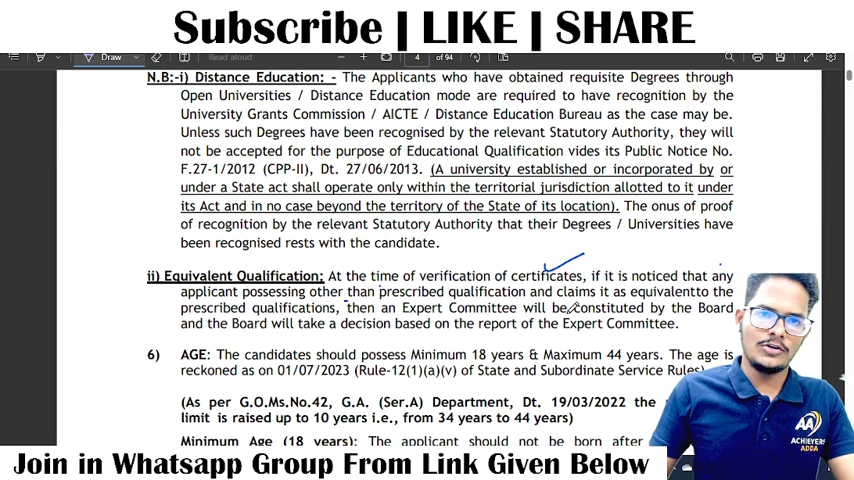 Subscribe | LIKE | SHARE
Draw
Read aloud
4 of 94
N.B:-i) Distance Education: - The Applicants who have obtained requisite Degrees through
Open Universities / Distance Education mode are required to have recognition by the
University Grants Commission / AICTE / Distance Education Bureau as the case may be.
Unless such Degrees have been recognised by the relevant Statutory Authority, they will
not be accepted for the purpose of Educational Qualification vides its Public Notice No.
F.27-1/2012 (CPP-II), Dt. 27/06/2013. (A university established or incorporated by or
under a State act shall operate only within the territorial jurisdiction allotted to it under
its Act and in no case beyond the territory of the State of its location). The onus of proof
of recognition by the relevant Statutory Authority that their Degrees / Universities have
been recognised rests with the candidate.
ii) Equivalent Qualification: At the time of verification of certificates, if it is noticed that any
applicant possessing other than prescribed qualification and claims it as equivalentto the
prescribed qualifications, then an Expert Committee will be constituted by the Board
and the Board will take a decision based on the report of the Expert Committee.
6) AGE: The candidates should possess Minimum 18 years & Maximum 44 years. The age is
reckoned as on 01/07/2023 (Rule-12(1)(a)(v) of State and Subordinate Service Rules)
(As per G.O.Ms.No.42, G.A. (Ser.A) Department, Dt. 19/03/2022 the
limit is raised up to 10 years i.e., from 34 years to 44 years)
Minimum Age (18 years): The applicant should not be born after
AA
ACHIEVERS
ADDA
Join in Whatsapp Group From Link Given Below